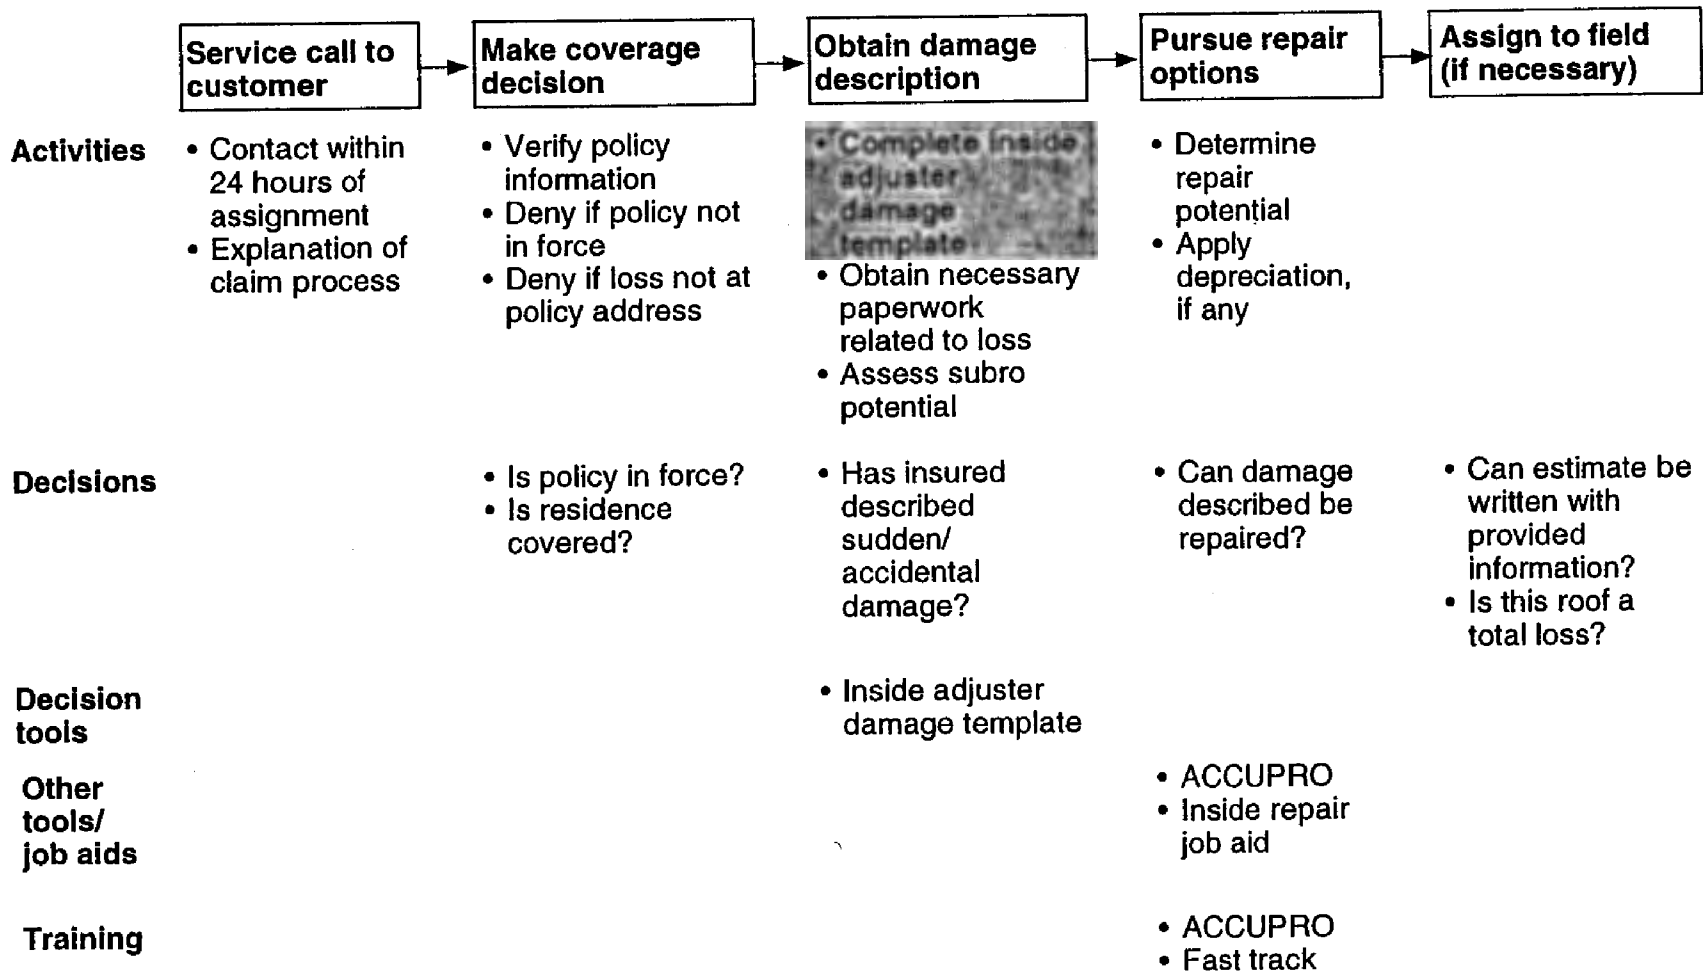 Service call to
customer
Make coverage
decision
Obtain damage
description
Pursue repair
options
Assign to field
(if necessary)
Activities
• Contact within
24 hours of
assignment
• Explanation of
claim process
• Verify policy
information
• Deny if policy not
in force
• Deny if loss not at
policy address
• Complete inside
adjuster
damage
template
• Obtain necessary
paperwork
related to loss
• Assess subro
potential
• Determine
repair
potential
• Apply
depreciation,
if any
Decisions
• Is policy in force?
• Is residence
covered?
• Has insured
described
sudden/
accidental
damage?
• Can damage
described be
repaired?
• Can estimate be
written with
provided
information?
• Is this roof a
total loss?
Decision
tools
• Inside adjuster
damage template
Other
tools/
job aids
• ACCUPRO
• Inside repair
job aid
Training
• ACCUPRO
• Fast track